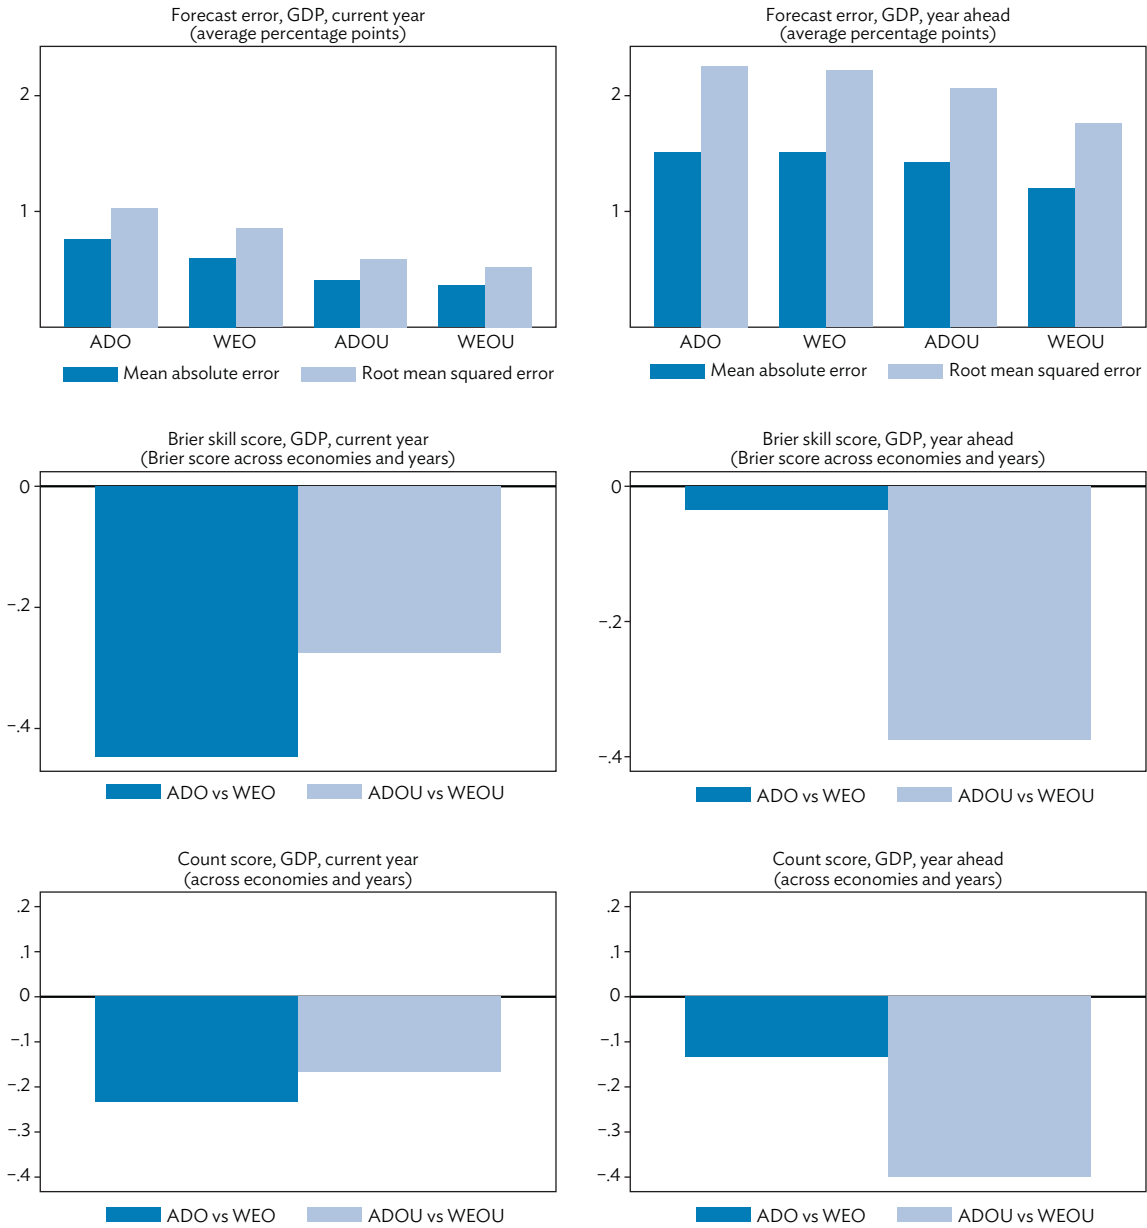 Forecast error, GDP, current year
(average percentage points)
2
1
ADO WEO ADOU WEOU
Mean absolute error Root mean squared error
Forecast error, GDP, year ahead
(average percentage points)
2
1
ADO WEO ADOU WEOU
Mean absolute error Root mean squared error
Brier skill score, GDP, current year
(Brier score across economies and years)
0
−.2
−.4
ADO vs WEO ADOU vs WEOU
Brier skill score, GDP, year ahead
(Brier score across economies and years)
0
−.2
−.4
ADO vs WEO ADOU vs WEOU
Count score, GDP, current year
(across economies and years)
.2
.1
0
−.1
−.2
−.3
−.4
ADO vs WEO ADOU vs WEOU
Count score, GDP, year ahead
(across economies and years)
.2
.1
0
−.1
−.2
−.3
−.4
ADO vs WEO ADOU vs WEOU